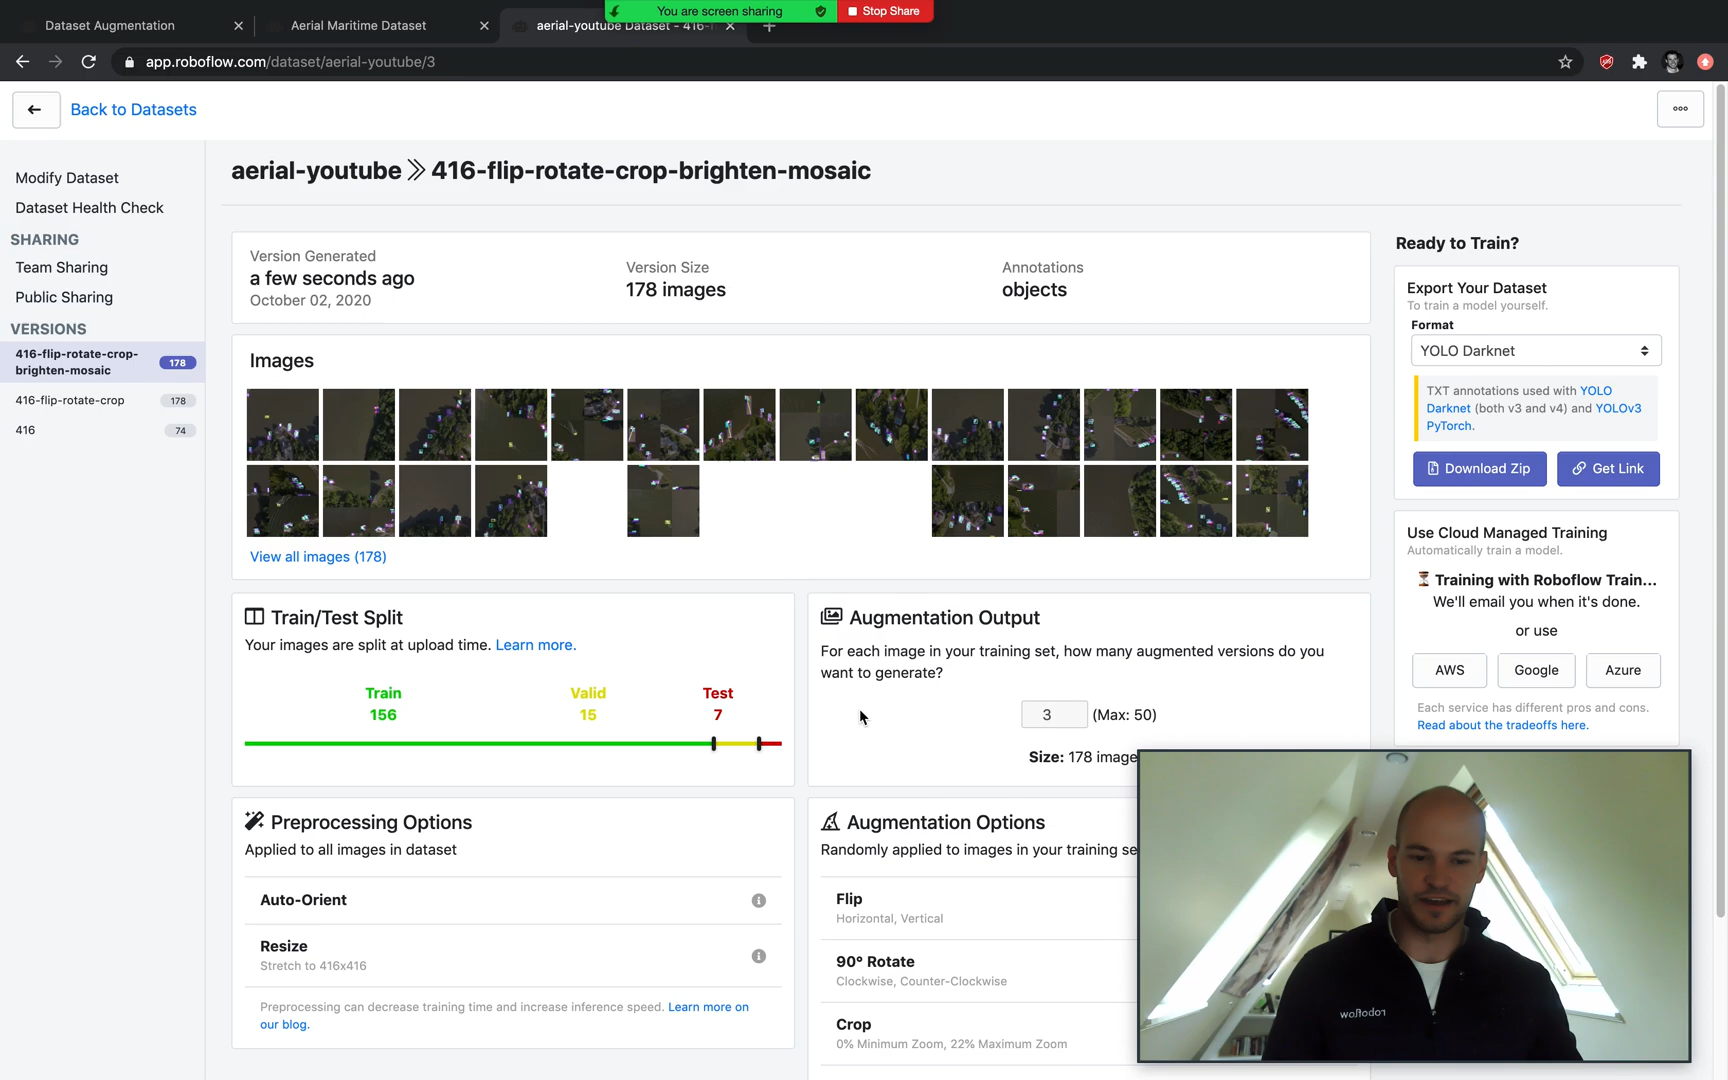 Dataset Augmentation
Aerial Maritime Dataset
aerial-youtube Dataset - 416-
You are screen sharing
Stop Share
app.roboflow.com/dataset/aerial-youtube/3
Back to Datasets
aerial-youtube >> 416-flip-rotate-crop-brighten-mosaic
Modify Dataset
Dataset Health Check
SHARING
Team Sharing
Public Sharing
VERSIONS
416-flip-rotate-crop-
brighten-mosaic 178
416-flip-rotate-crop 178
416 74
Version Generated
a few seconds ago
October 02, 2020
Version Size
178 images
Annotations
objects
Images
View all images (178)
Train/Test Split
Your images are split at upload time. Learn more.
Train Valid Test
156 15 7
Augmentation Output
For each image in your training set, how many augmented versions do you
want to generate?
3 (Max: 50)
Size: 178 image
Preprocessing Options
Applied to all images in dataset
Auto-Orient
Resize
Stretch to 416x416
Preprocessing can decrease training time and increase inference speed. Learn more on
our blog.
Augmentation Options
Randomly applied to images in your training se
Flip
Horizontal, Vertical
90° Rotate
Clockwise, Counter-Clockwise
Crop
0% Minimum Zoom, 22% Maximum Zoom
Ready to Train?
Export Your Dataset
To train a model yourself.
Format
YOLO Darknet
TXT annotations used with YOLO
Darknet (both v3 and v4) and YOLOv3
PyTorch.
Download Zip
Get Link
Use Cloud Managed Training
Automatically train a model.
Training with Roboflow Train...
We'll email you when it's done.
or use
AWS Google Azure
Each service has different pros and cons.
Read about the tradeoffs here.
roboflow